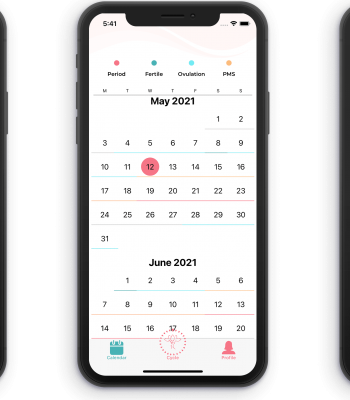 5:41
Period Fertile Ovulation PMS
M T W T F S S
May 2021
1 2
3 4 5 6 7 8 9
10 11 12 13 14 15 16
17 18 19 20 21 22 23
24 25 26 27 28 29 30
31
June 2021
1 2 3 4 5 6
7 8 9 10 11 12 13
14 15 16 17 18 19 20
Calendar Cycle Profile